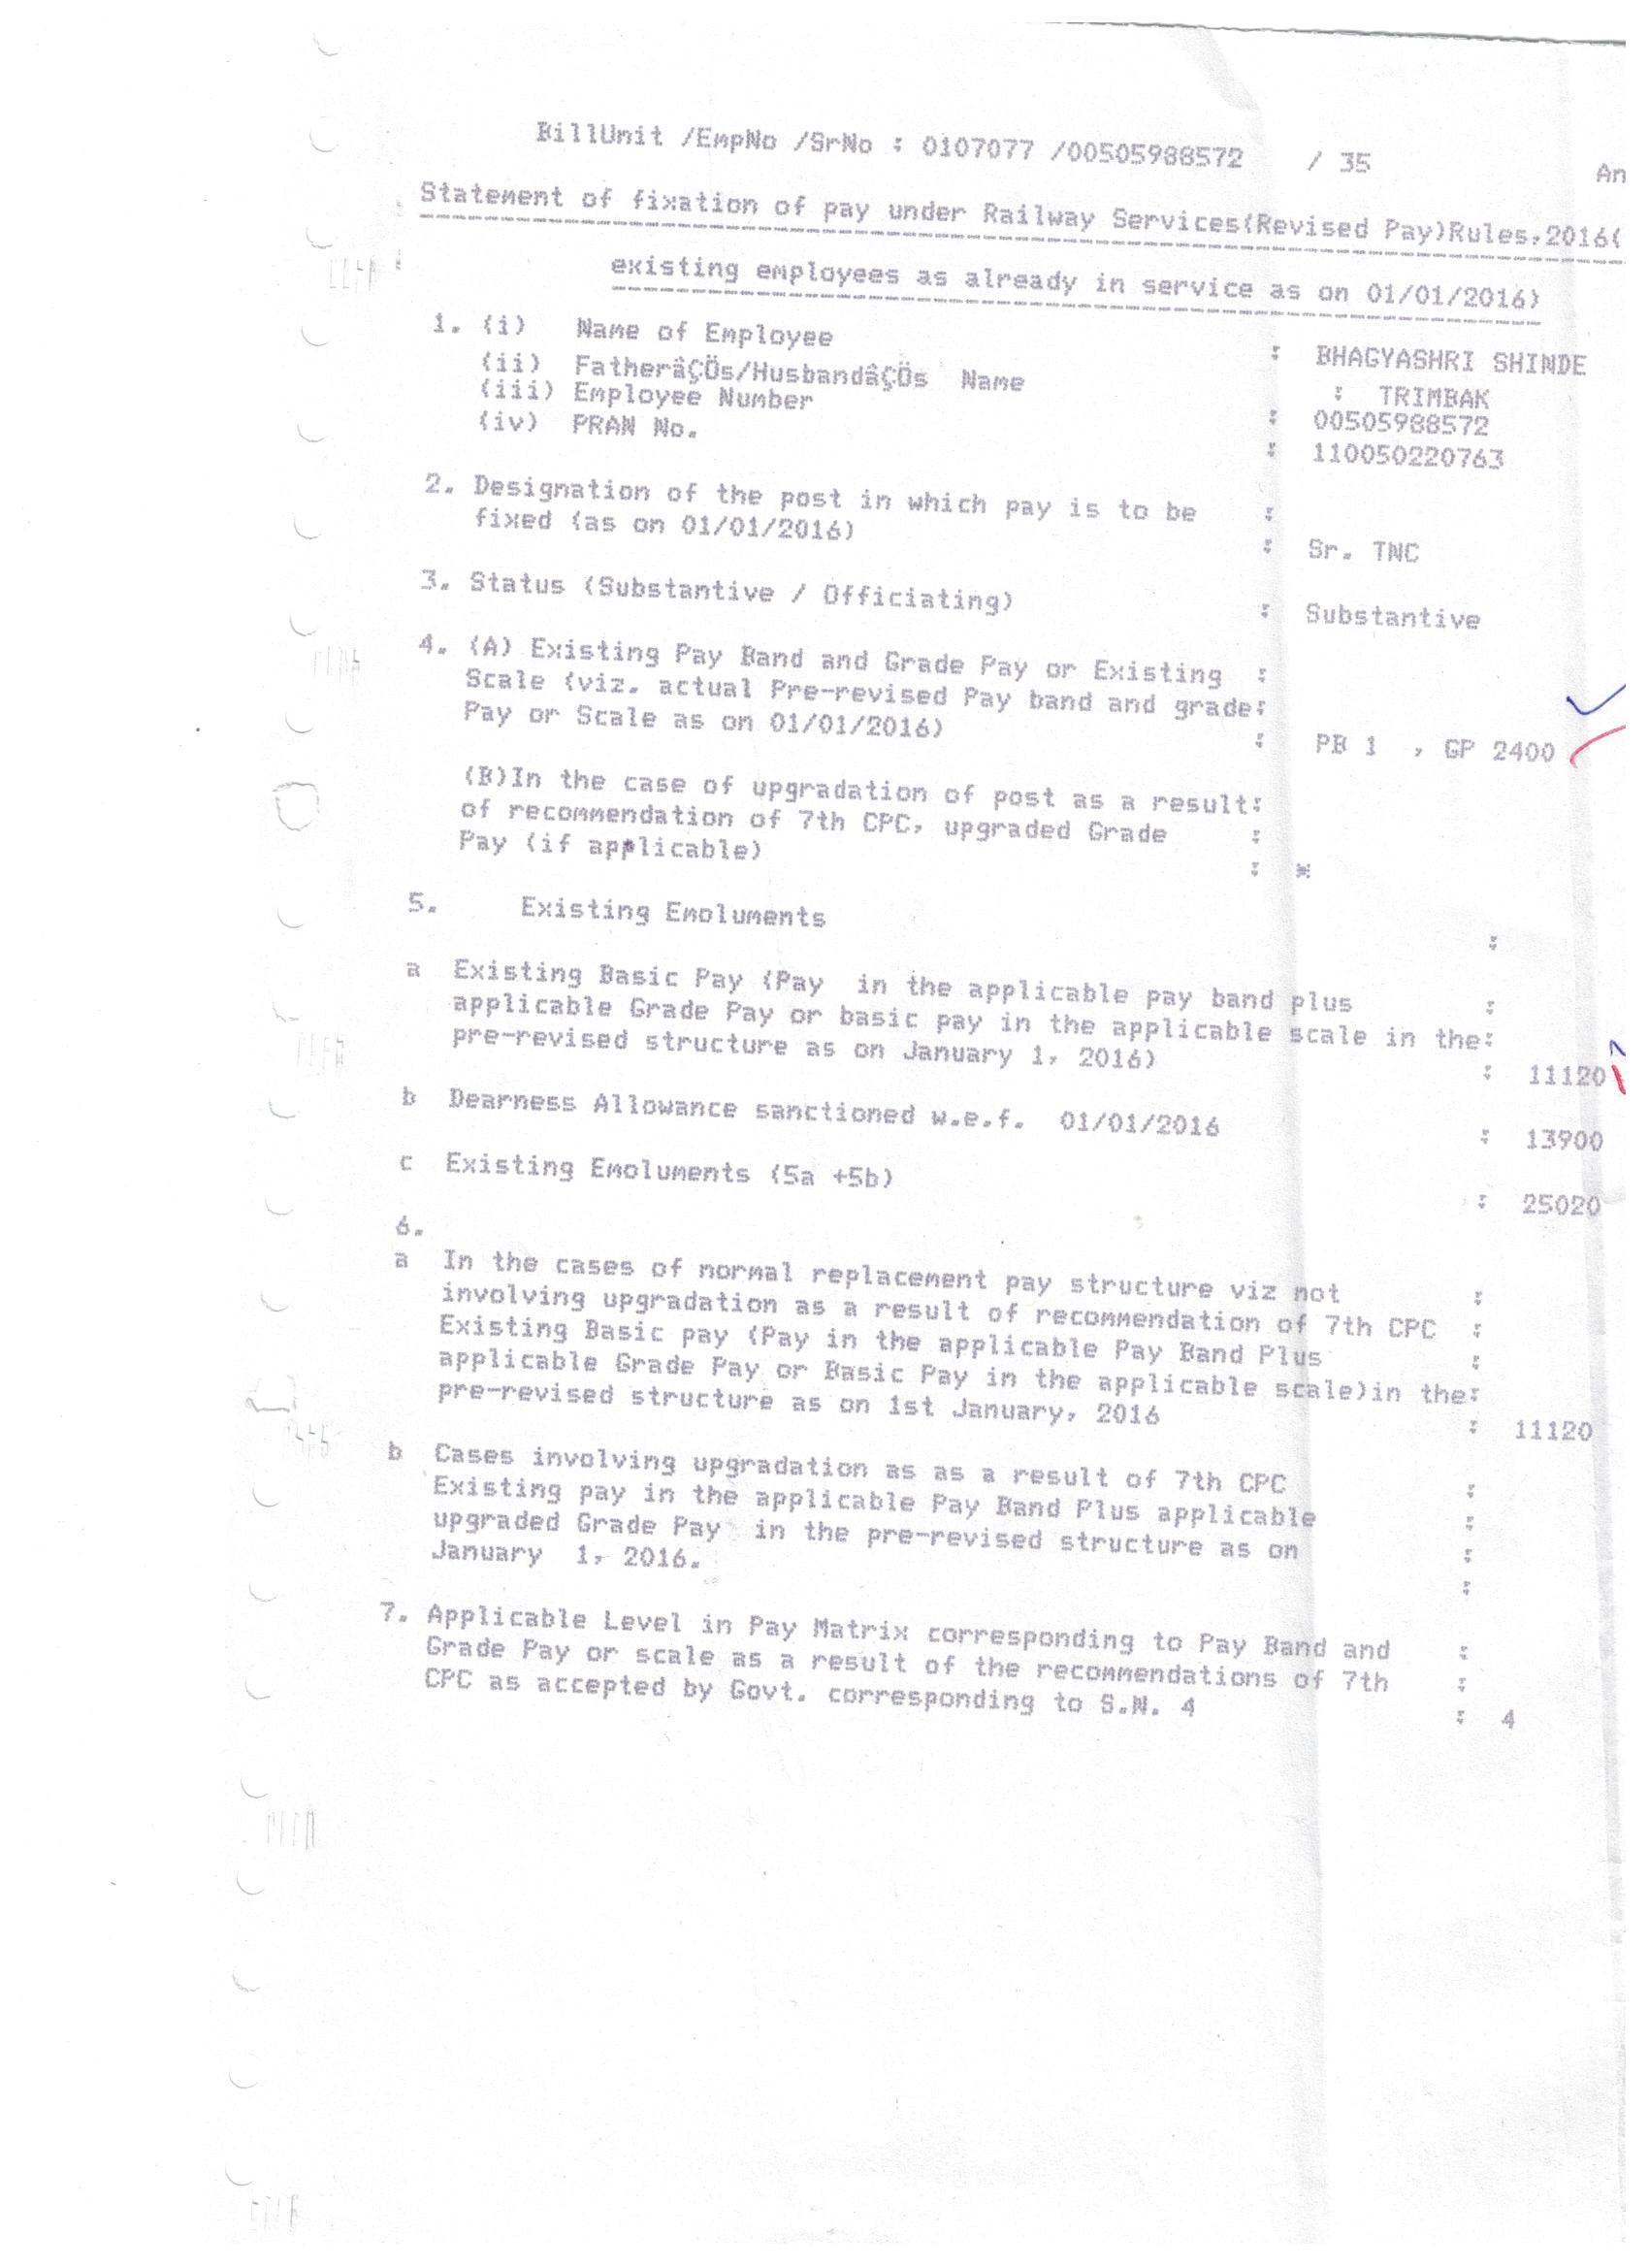 BillUnit /EmpNo /SrNo : 0107077 /00505988572 / 35
An
Statement of fixation of pay under Railway Services(Revised Pay)Rules,2016(
existing employees as already in service as on 01/01/2016)
1. (i) Name of Employee : BHAGYASHRI SHINDE
(ii) FatherâÇÖs/HusbandâÇÖs Name : TRIMBAK
(iii) Employee Number : 00505988572
(iv) PRAN No. : 110050220763
2. Designation of the post in which pay is to be :
fixed (as on 01/01/2016) : Sr. TNC
3. Status (Substantive / Officiating) : Substantive
4. (A) Existing Pay Band and Grade Pay or Existing :
Scale (viz. actual Pre-revised Pay band and grade:
Pay or Scale as on 01/01/2016) : PB 1 , GP 2400
(B)In the case of upgradation of post as a result:
of recommendation of 7th CPC, upgraded Grade :
Pay (if applicable) : *
5. Existing Emoluments :
a Existing Basic Pay (Pay in the applicable pay band plus :
applicable Grade Pay or basic pay in the applicable scale in the:
pre-revised structure as on January 1, 2016) : 11120
b Dearness Allowance sanctioned w.e.f. 01/01/2016 : 13900
c Existing Emoluments (5a +5b) : 25020
6.
a In the cases of normal replacement pay structure viz not :
involving upgradation as a result of recommendation of 7th CPC :
Existing Basic pay (Pay in the applicable Pay Band Plus :
applicable Grade Pay or Basic Pay in the applicable scale)in the:
pre-revised structure as on 1st January, 2016 : 11120
b Cases involving upgradation as as a result of 7th CPC :
Existing pay in the applicable Pay Band Plus applicable :
upgraded Grade Pay in the pre-revised structure as on :
January 1, 2016. :
7. Applicable Level in Pay Matrix corresponding to Pay Band and :
Grade Pay or scale as a result of the recommendations of 7th :
CPC as accepted by Govt. corresponding to S.N. 4 : 4